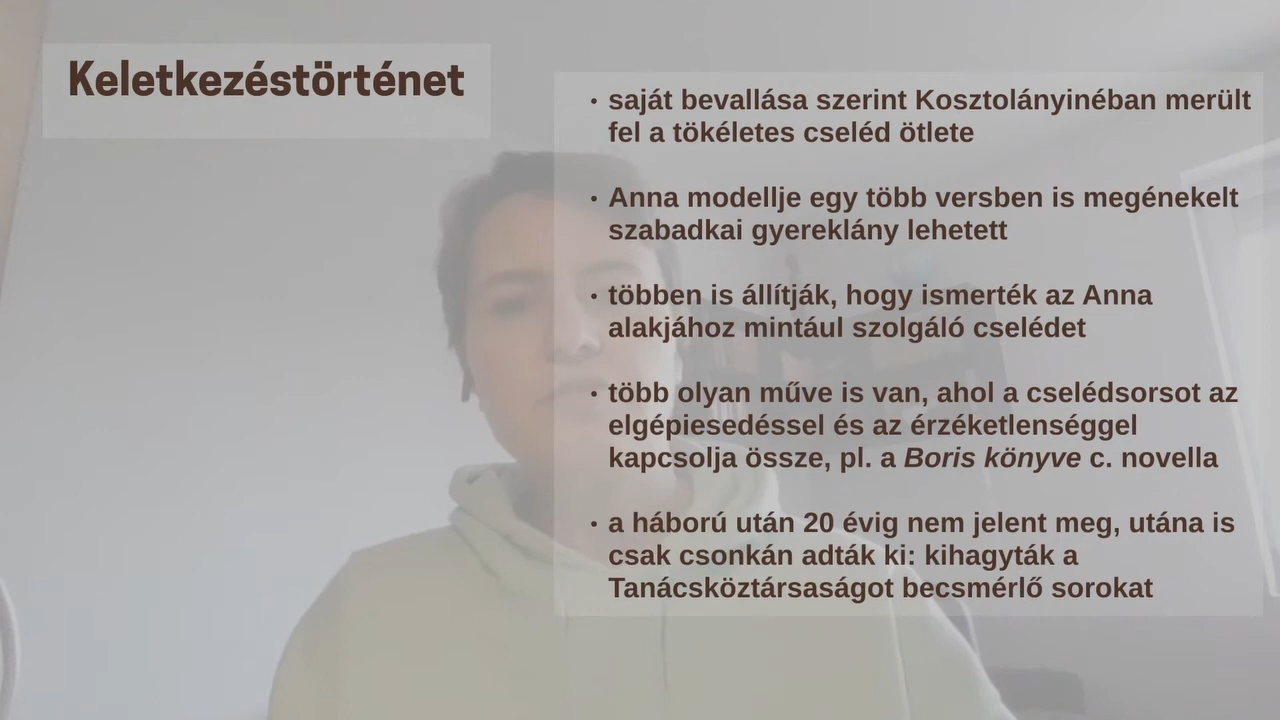 Keletkezéstörténet
• saját bevallása szerint Kosztolányinéban merült
fel a tökéletes cseléd ötlete
• Anna modellje egy több versben is megénekelt
szabadkai gyereklány lehetett
• többen is állítják, hogy ismerték az Anna
alakjához mintául szolgáló cselédet
• több olyan műve is van, ahol a cselédsorsot az
elgépiesedéssel és az érzéketlenséggel
kapcsolja össze, pl. a Boris könyve c. novella
• a háború után 20 évig nem jelent meg, utána is
csak csonkán adták ki: kihagyták a
Tanácsköztársaságot becsmérlő sorokat